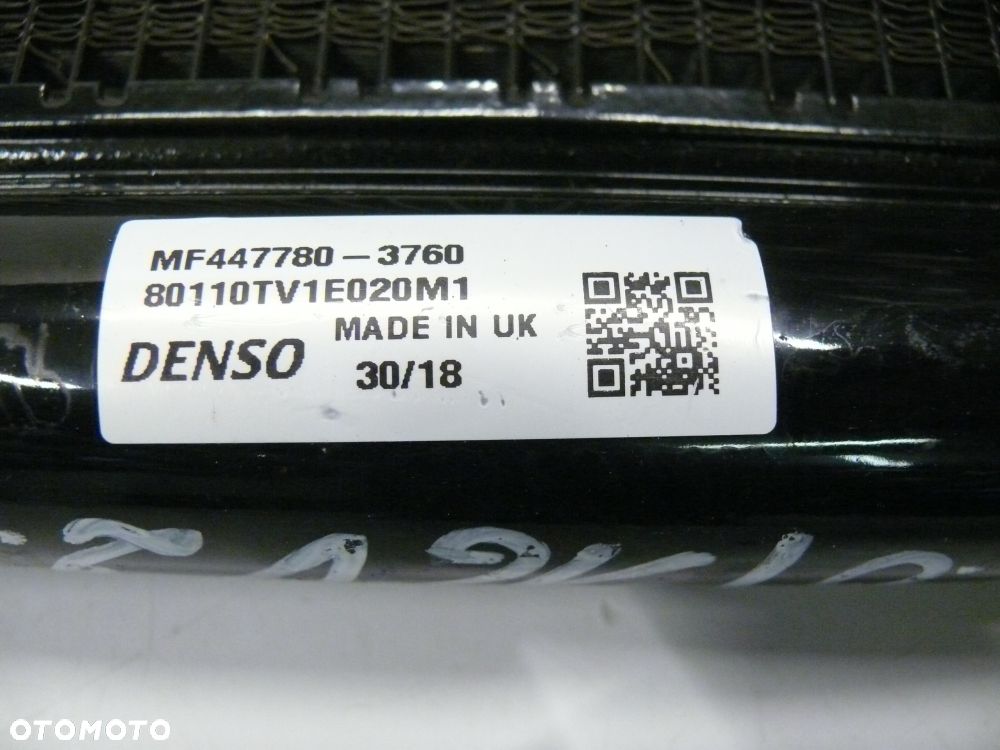 MF447780-3760
80110TV1E020M1
MADE IN UK
DENSO
30/18
OTOMOTO